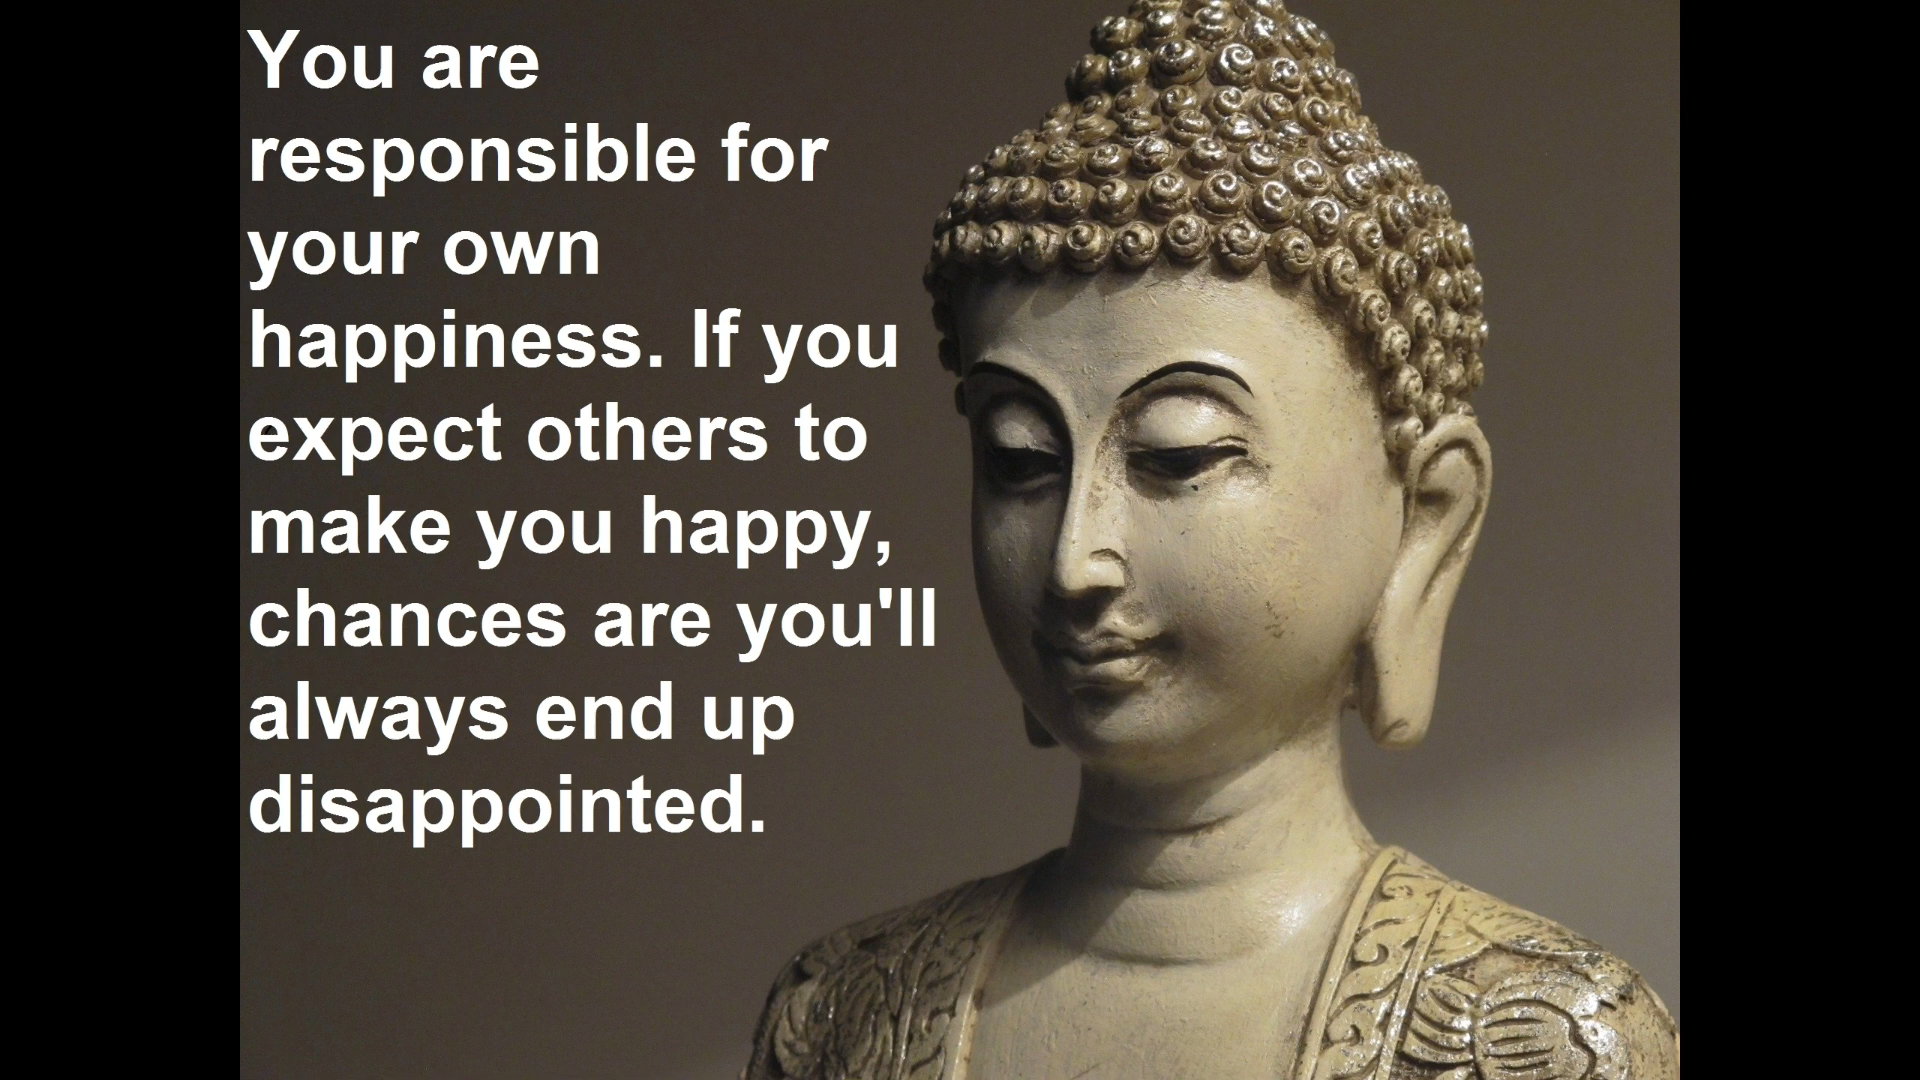 You are
responsible for
your own
happiness. If you
expect others to
make you happy,
chances are you'll
always end up
disappointed.